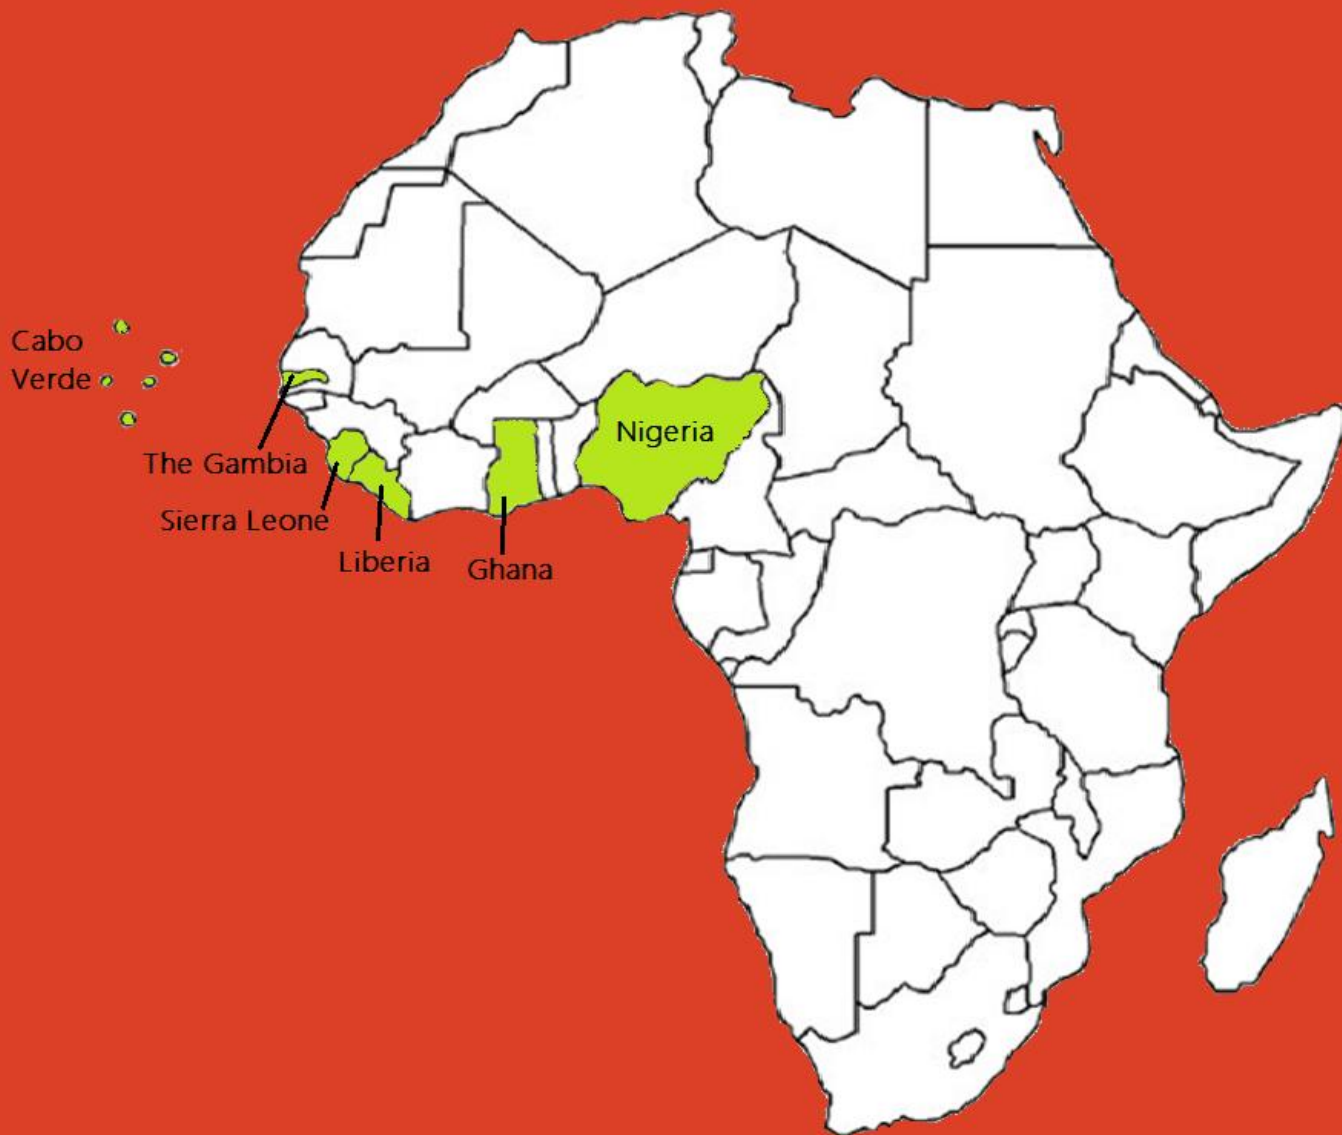 Cabo
Verde
Nigeria
The Gambia
Sierra Leone
Liberia
Ghana